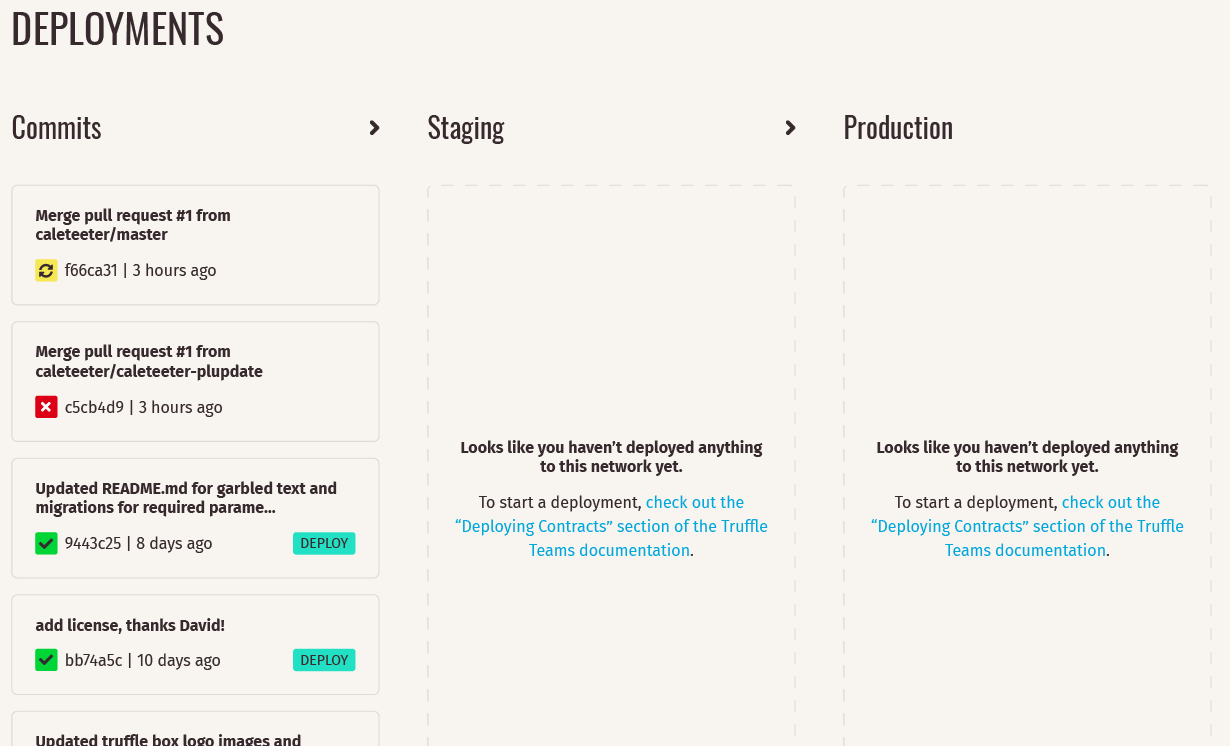 DEPLOYMENTS
Commits
Merge pull request #1 from
caleteeter/master
f66ca31 | 3 hours ago
Merge pull request #1 from
caleteeter/caleteeter-plupdate
c5cb4d9 | 3 hours ago
Updated README.md for garbled text and
migrations for required parame...
9443c25 | 8 days ago
DEPLOY
add license, thanks David!
bb74a5c | 10 days ago
DEPLOY
Updated truffle box logo images and
Staging
Looks like you haven’t deployed anything
to this network yet.
To start a deployment, check out the
“Deploying Contracts” section of the Truffle
Teams documentation.
Production
Looks like you haven’t deployed anything
to this network yet.
To start a deployment, check out the
“Deploying Contracts” section of the Truffle
Teams documentation.